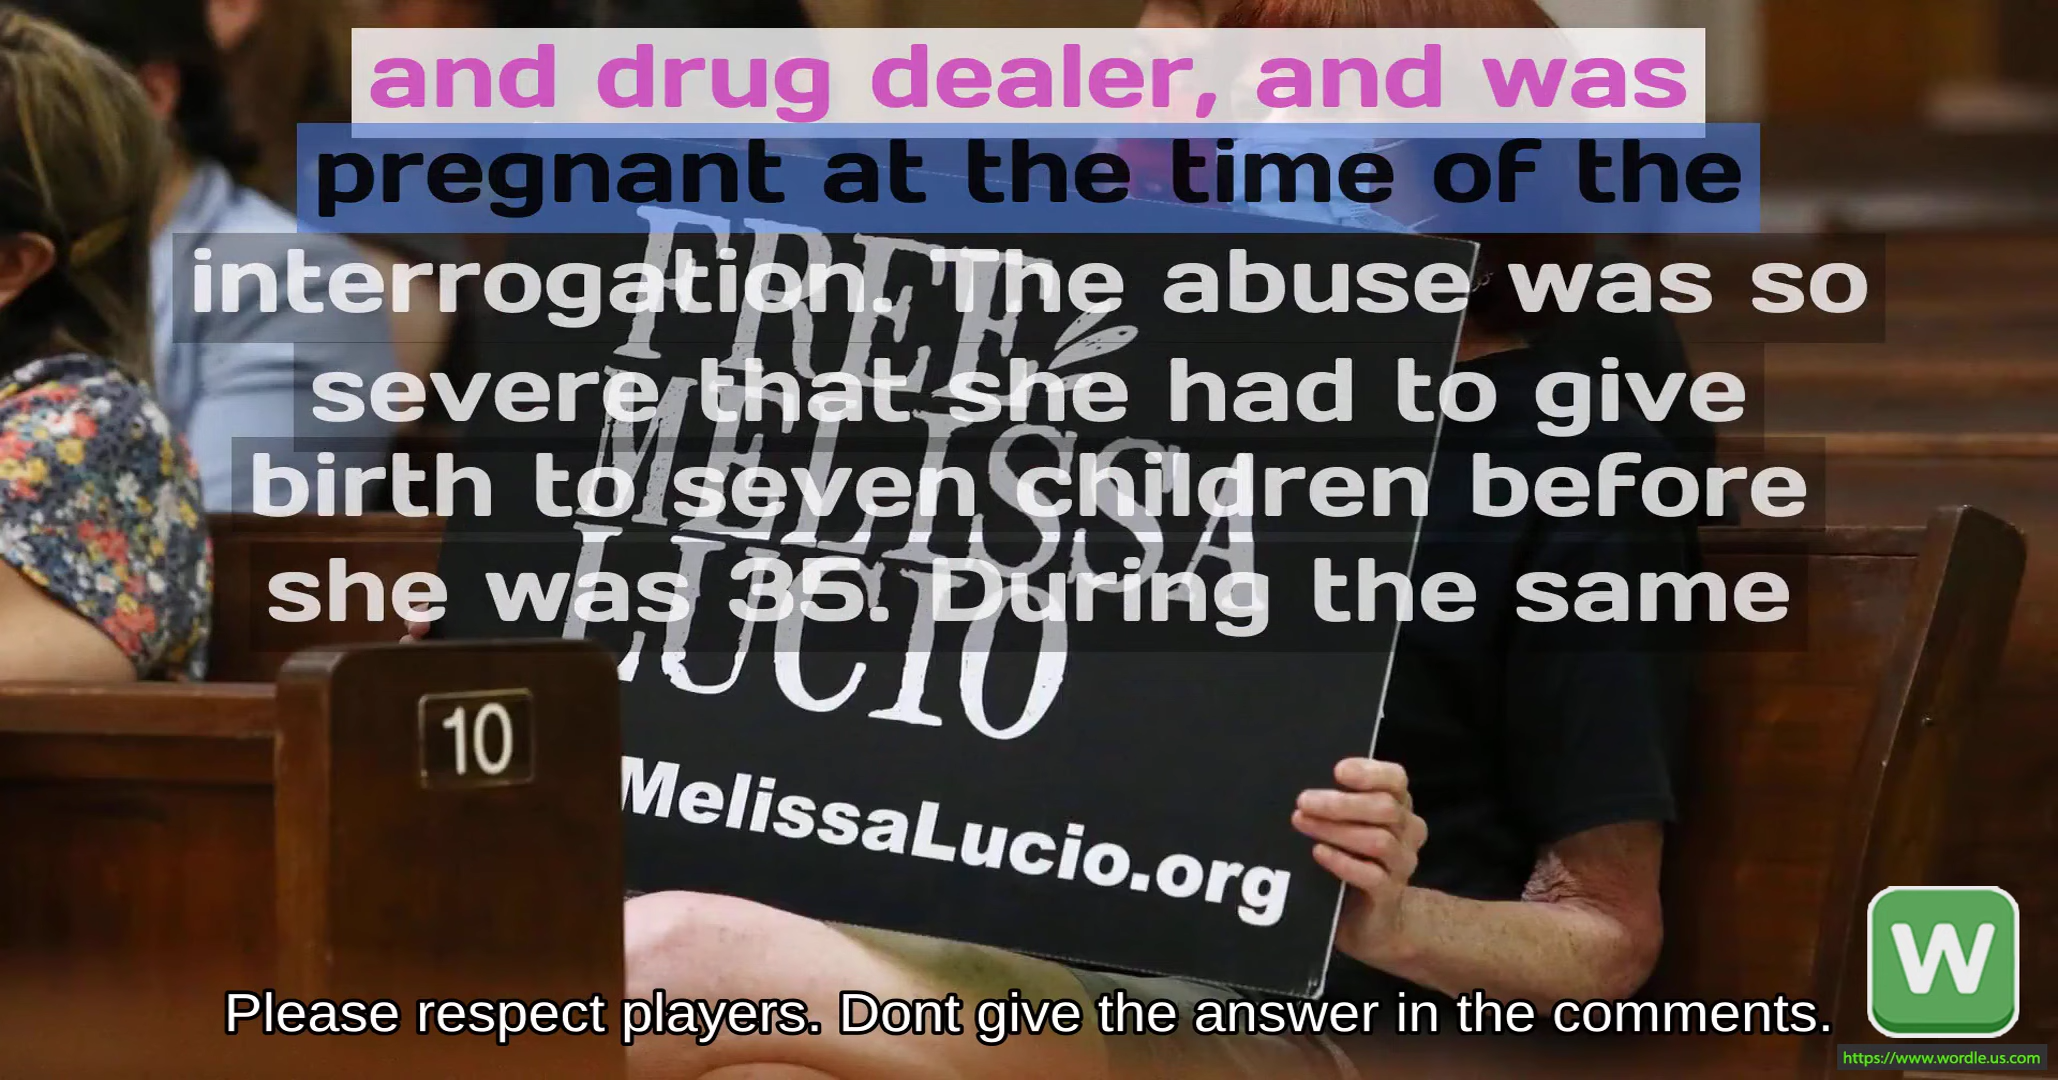 and drug dealer, and was
pregnant at the time of the
interrogation. The abuse was so
severe that she had to give
birth to seven children before
she was 35. During the same
FREE
MELISSA
LUCIO
MelissaLucio.org
10
Please respect players. Dont give the answer in the comments.
W
https://www.wordle.us.com